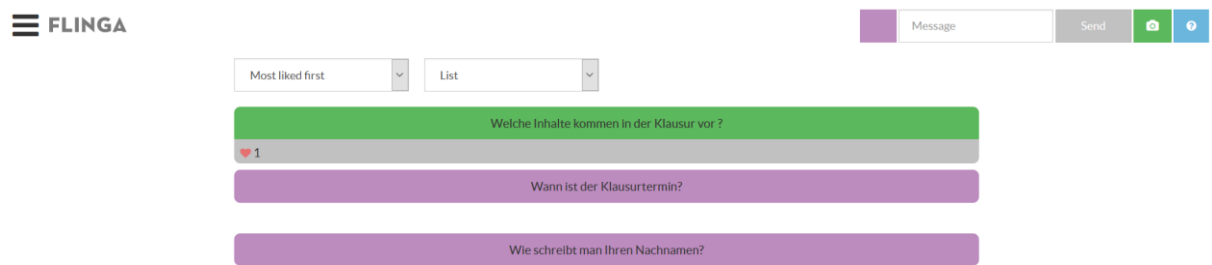 FLINGA
Message
Send
Most liked first
List
Welche Inhalte kommen in der Klausur vor ?
1
Wann ist der Klausurtermin?
Wie schreibt man Ihren Nachnamen?